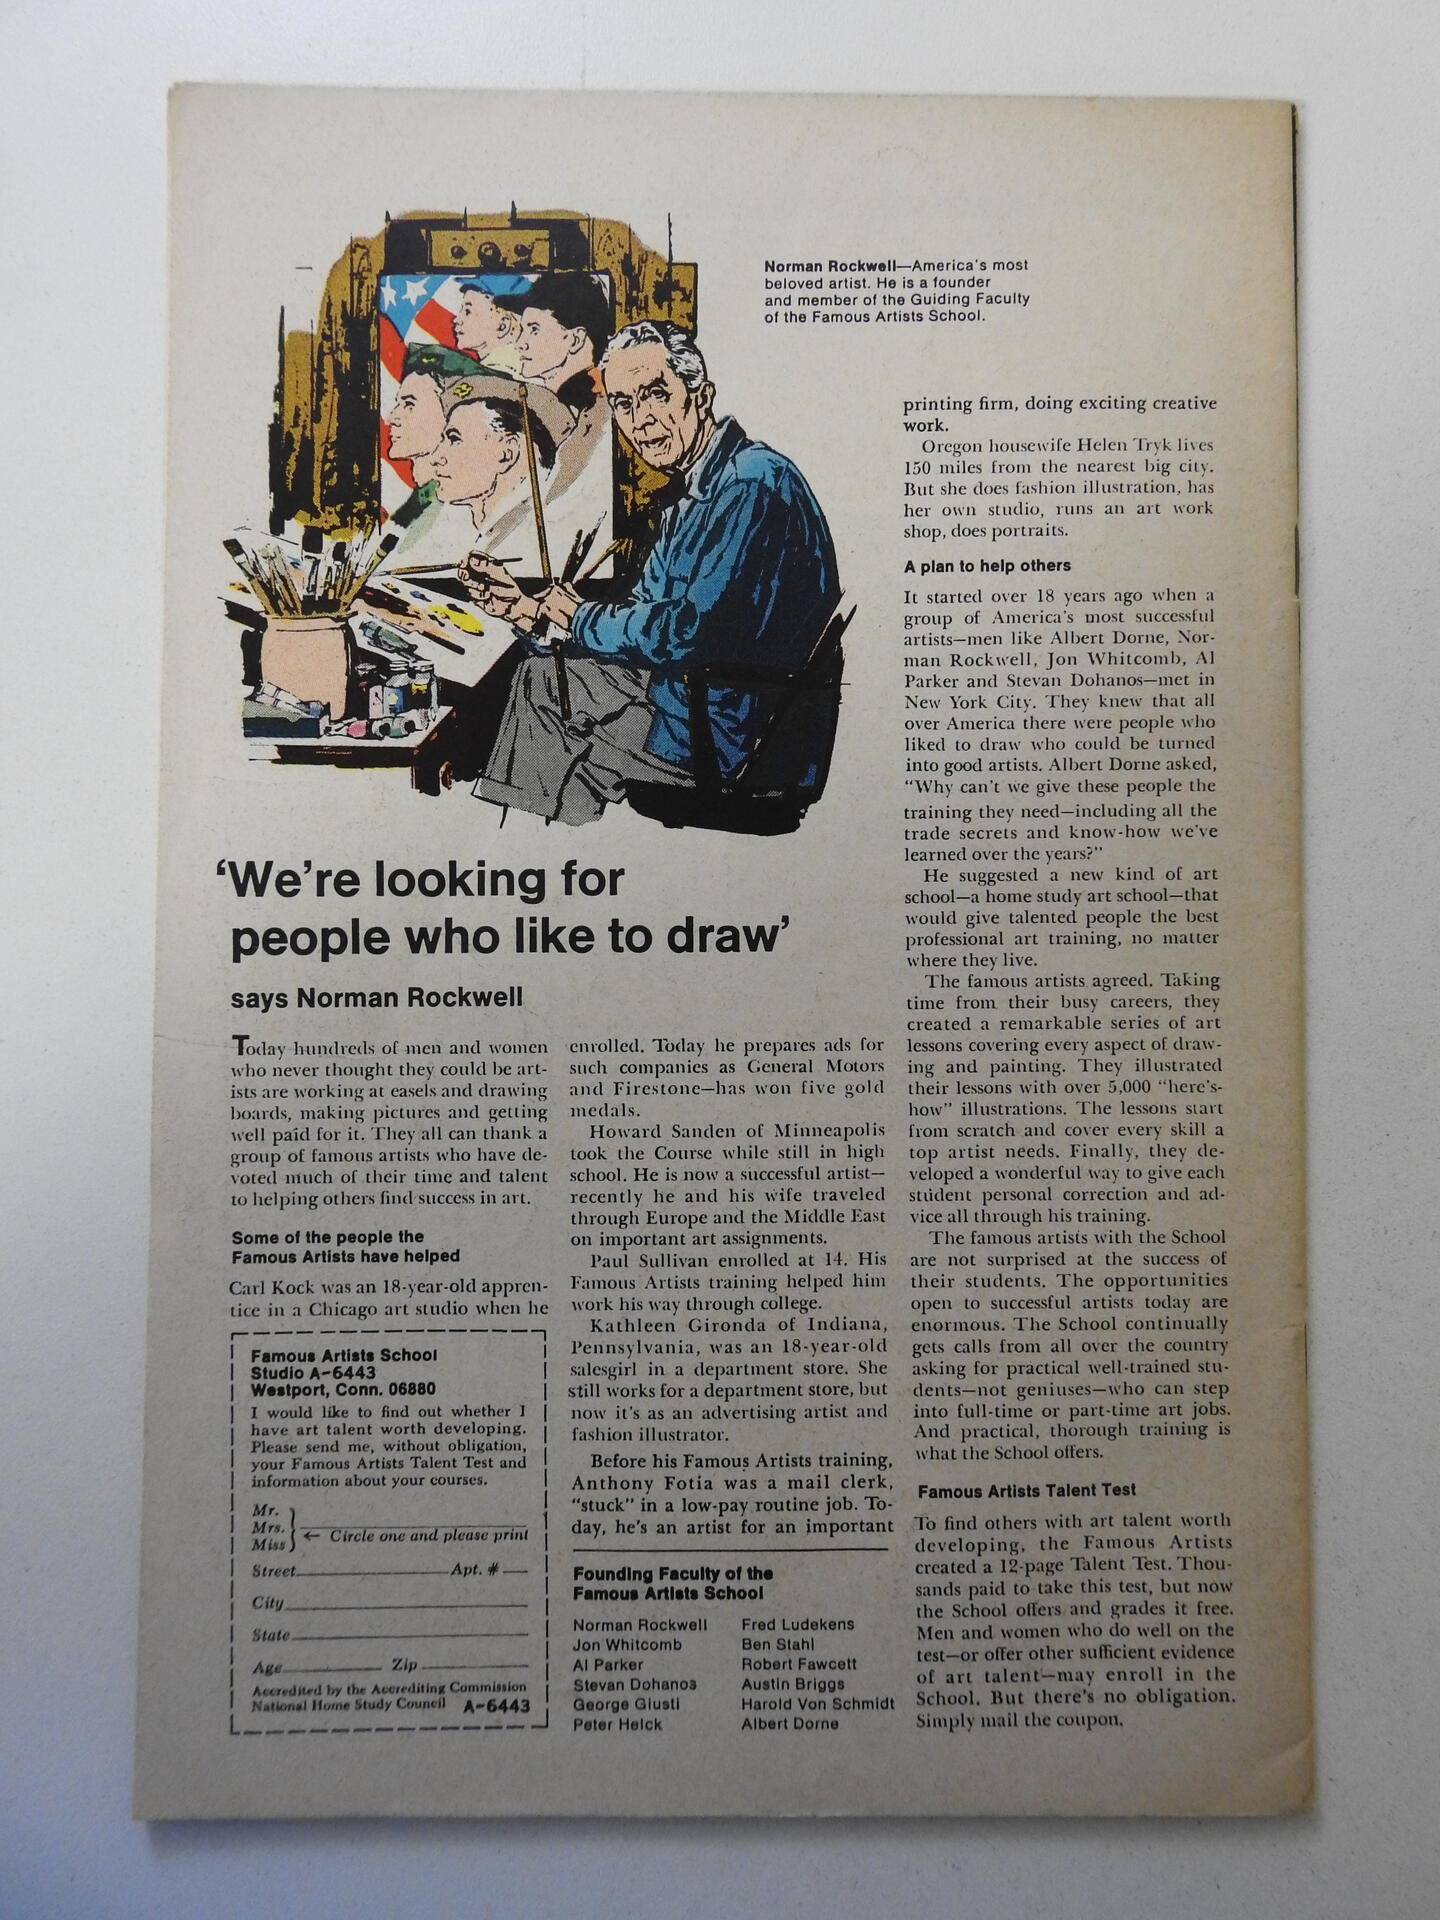 Norman Rockwell—America's most
beloved artist. He is a founder
and member of the Guiding Faculty
of the Famous Artists School.
'We're looking for
people who like to draw'
says Norman Rockwell
Today hundreds of men and women
who never thought they could be art-
ists are working at easels and drawing
boards, making pictures and getting
well paid for it. They all can thank a
group of famous artists who have de-
voted much of their time and talent
to helping others find success in art.
Some of the people the
Famous Artists have helped
Carl Kock was an 18-year-old appren-
tice in a Chicago art studio when he
enrolled. Today he prepares ads for
such companies as General Motors
and Firestone—has won five gold
medals.
Howard Sanden of Minneapolis
took the Course while still in high
school. He is now a successful artist—
recently he and his wife traveled
through Europe and the Middle East
on important art assignments.
Paul Sullivan enrolled at 14. His
Famous Artists training helped him
work his way through college.
Kathleen Gironda of Indiana,
Pennsylvania, was an 18-year-old
salesgirl in a department store. She
still works for a department store, but
now it's as an advertising artist and
fashion illustrator.
Before his Famous Artists training,
Anthony Fotia was a mail clerk,
"stuck" in a low-pay routine job. To-
day, he's an artist for an important
printing firm, doing exciting creative
work.
Oregon housewife Helen Tryk lives
150 miles from the nearest big city.
But she does fashion illustration, has
her own studio, runs an art work
shop, does portraits.
A plan to help others
It started over 18 years ago when a
group of America's most successful
artists—men like Albert Dorne, Nor-
man Rockwell, Jon Whitcomb, Al
Parker and Stevan Dohanos—met in
New York City. They knew that all
over America there were people who
liked to draw who could be turned
into good artists. Albert Dorne asked,
"Why can't we give these people the
training they need—including all the
trade secrets and know-how we've
learned over the years?"
He suggested a new kind of art
school—a home study art school—that
would give talented people the best
professional art training, no matter
where they live.
The famous artists agreed. Taking
time from their busy careers, they
created a remarkable series of art
lessons covering every aspect of draw-
ing and painting. They illustrated
their lessons with over 5,000 "here's-
how" illustrations. The lessons start
from scratch and cover every skill a
top artist needs. Finally, they de-
veloped a wonderful way to give each
student personal correction and ad-
vice all through his training.
The famous artists with the School
are not surprised at the success of
their students. The opportunities
open to successful artists today are
enormous. The School continually
gets calls from all over the country
asking for practical well-trained stu-
dents—not geniuses—who can step
into full-time or part-time art jobs.
And practical, thorough training is
what the School offers.
Famous Artists Talent Test
To find others with art talent worth
developing, the Famous Artists
created a 12-page Talent Test. Thou-
sands paid to take this test, but now
the School offers and grades it free.
Men and women who do well on the
test—or offer other sufficient evidence
of art talent—may enroll in the
School. But there's no obligation.
Simply mail the coupon.
Famous Artists School
Studio A-6443
Westport, Conn. 06880
I would like to find out whether I
have art talent worth developing.
Please send me, without obligation,
your Famous Artists Talent Test and
information about your courses.
Mr.
Mrs.
Miss
← Circle one and please print
Street Apt. #
City
State
Age Zip
Accredited by the Accrediting Commission
National Home Study Council A-6443
Founding Faculty of the
Famous Artists School
Norman Rockwell
Jon Whitcomb
Al Parker
Stevan Dohanos
George Giusti
Peter Helck
Fred Ludekens
Ben Stahl
Robert Fawcett
Austin Briggs
Harold Von Schmidt
Albert Dorne